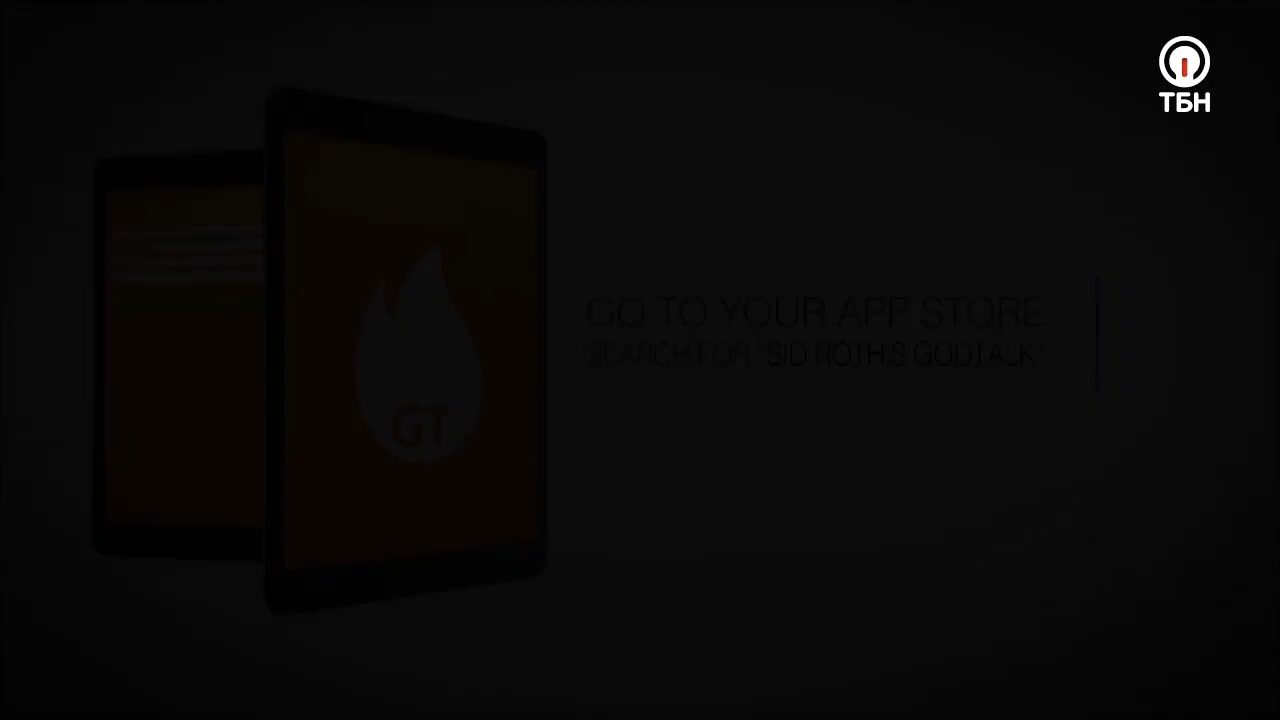 ТБН
GO TO YOUR APP STORE
SEARCH FOR "SID ROTH'S GODTALK"
GT